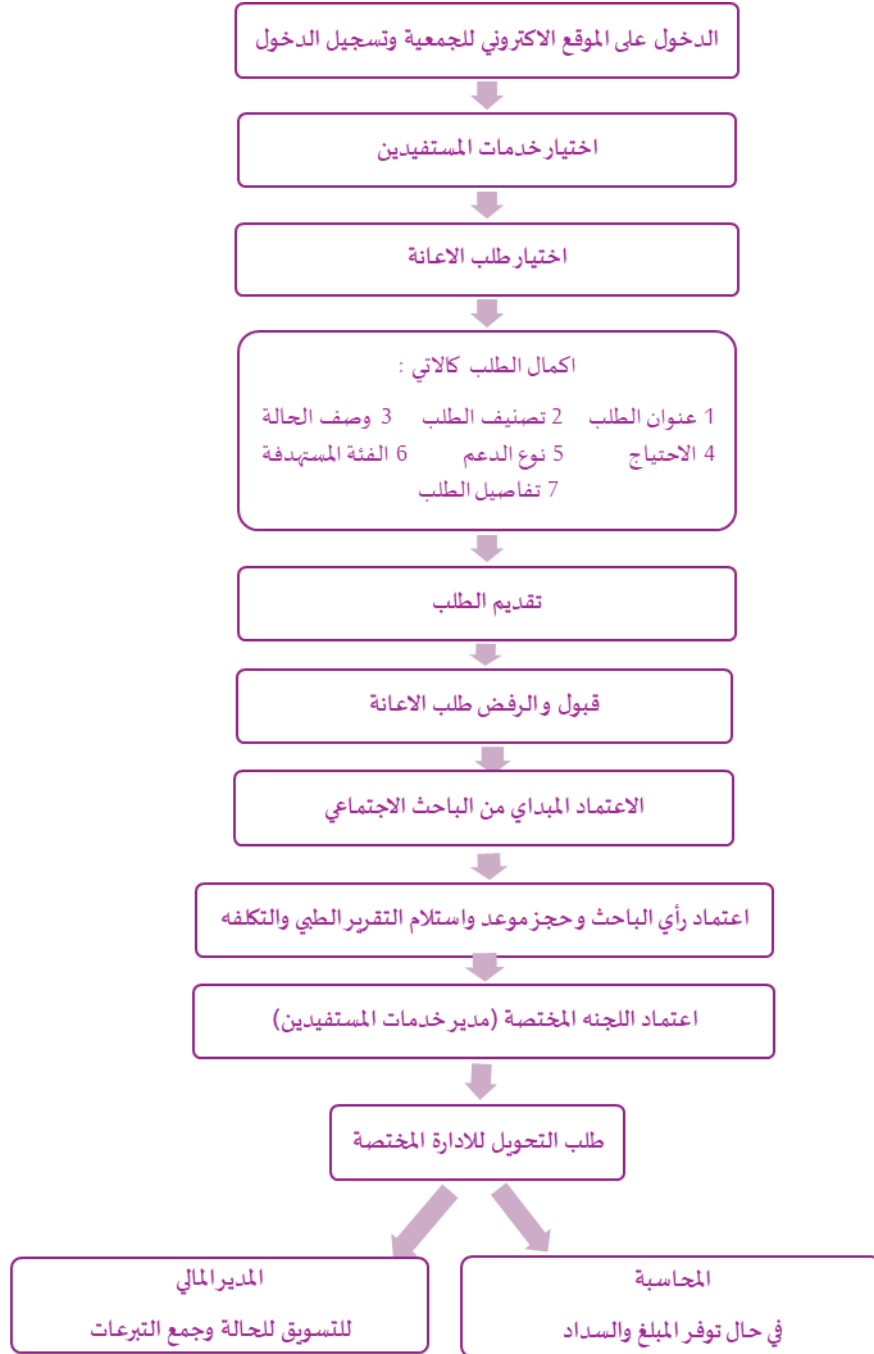 الدخول على الموقع الاكتروني للجمعية وتسجيل الدخول
اختيار خدمات المستفيدين
اختيار طلب الاعانة
اكمال الطلب كالاتي :
1 عنوان الطلب 2 تصنيف الطلب 3 وصف الحالة
4 الاحتياج 5 نوع الدعم 6 الفئة المستهدفة
7 تفاصيل الطلب
تقديم الطلب
قبول والرفض طلب الاعانة
الاعتماد المبداي من الباحث الاجتماعي
اعتماد رأي الباحث وحجز موعد واستلام التقرير الطبي والتكلفه
اعتماد اللجنه المختصة (مدير خدمات المستفيدين)
طلب التحويل للادارة المختصة
المحاسبة
في حال توفر المبلغ والسداد
المدير المالي
للتسويق للحالة وجمع التبرعات